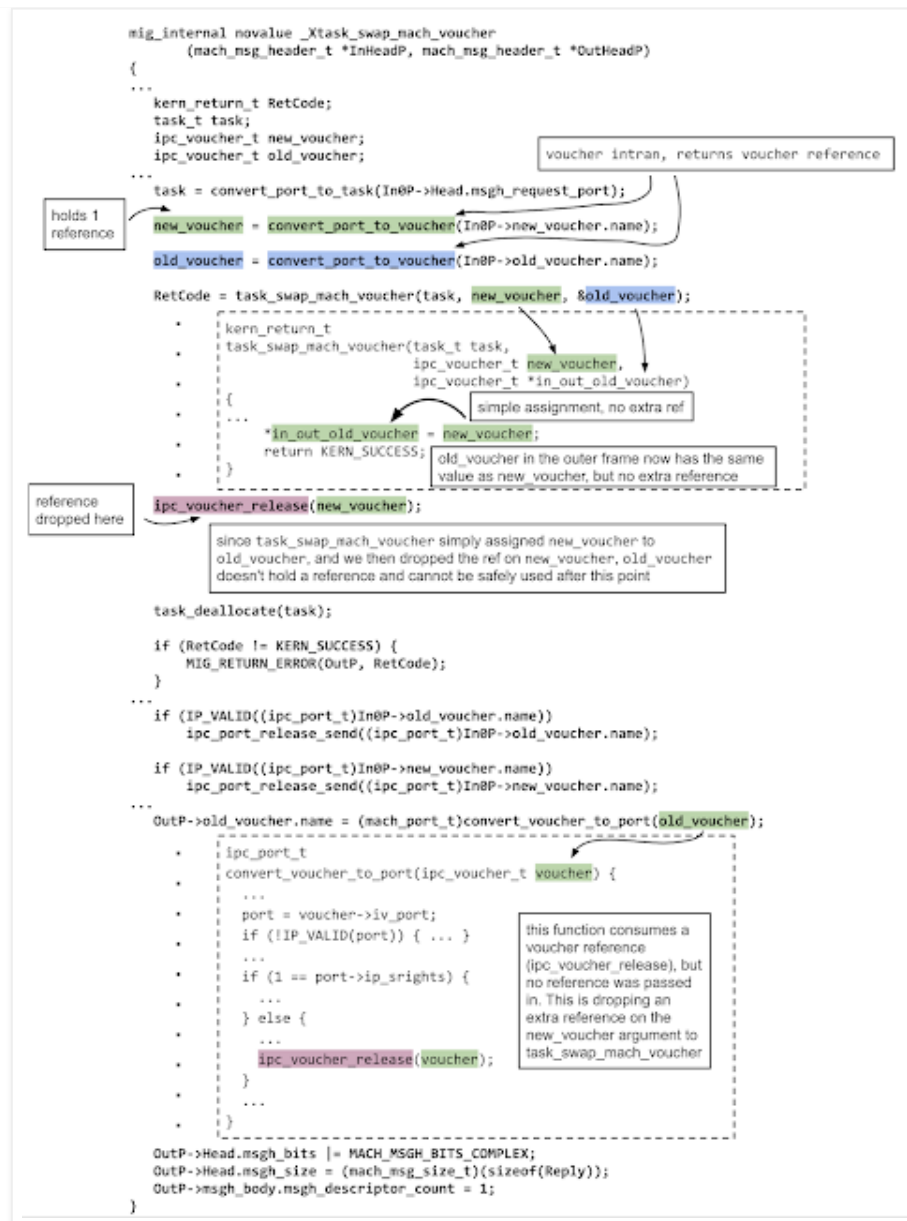 mig_internal novalue _Xtask_swap_mach_voucher
(mach_msg_header_t *InHeadP, mach_msg_header_t *OutHeadP)
{
...
kern_return_t RetCode;
task_t task;
ipc_voucher_t new_voucher;
ipc_voucher_t old_voucher;
voucher intran, returns voucher reference
...
task = convert_port_to_task(In0P->Head.msgh_request_port);
holds 1
reference
new_voucher = convert_port_to_voucher(In0P->new_voucher.name);
old_voucher = convert_port_to_voucher(In0P->old_voucher.name);
RetCode = task_swap_mach_voucher(task, new_voucher, &old_voucher);
kern_return_t
task_swap_mach_voucher(task_t task,
ipc_voucher_t new_voucher,
ipc_voucher_t *in_out_old_voucher)
{
simple assignment, no extra ref
...
*in_out_old_voucher = new_voucher;
return KERN_SUCCESS;
}
old_voucher in the outer frame now has the same
value as new_voucher, but no extra reference
reference
dropped here
ipc_voucher_release(new_voucher);
since task_swap_mach_voucher simply assigned new_voucher to
old_voucher, and we then dropped the ref on new_voucher, old_voucher
doesn't hold a reference and cannot be safely used after this point
task_deallocate(task);
if (RetCode != KERN_SUCCESS) {
MIG_RETURN_ERROR(OutP, RetCode);
}
...
if (IP_VALID((ipc_port_t)In0P->old_voucher.name))
ipc_port_release_send((ipc_port_t)In0P->old_voucher.name);
if (IP_VALID((ipc_port_t)In0P->new_voucher.name))
ipc_port_release_send((ipc_port_t)In0P->new_voucher.name);
...
OutP->old_voucher.name = (mach_port_t)convert_voucher_to_port(old_voucher);
ipc_port_t
convert_voucher_to_port(ipc_voucher_t voucher) {
...
port = voucher->iv_port;
if (!IP_VALID(port)) { ... }
...
if (1 == port->ip_srights) {
...
} else {
...
ipc_voucher_release(voucher);
}
...
}
this function consumes a
voucher reference
(ipc_voucher_release), but
no reference was passed
in. This is dropping an
extra reference on the
new_voucher argument to
task_swap_mach_voucher
OutP->Head.msgh_bits |= MACH_MSGH_BITS_COMPLEX;
OutP->Head.msgh_size = (mach_msg_size_t)(sizeof(Reply));
OutP->msgh_body.msgh_descriptor_count = 1;
}